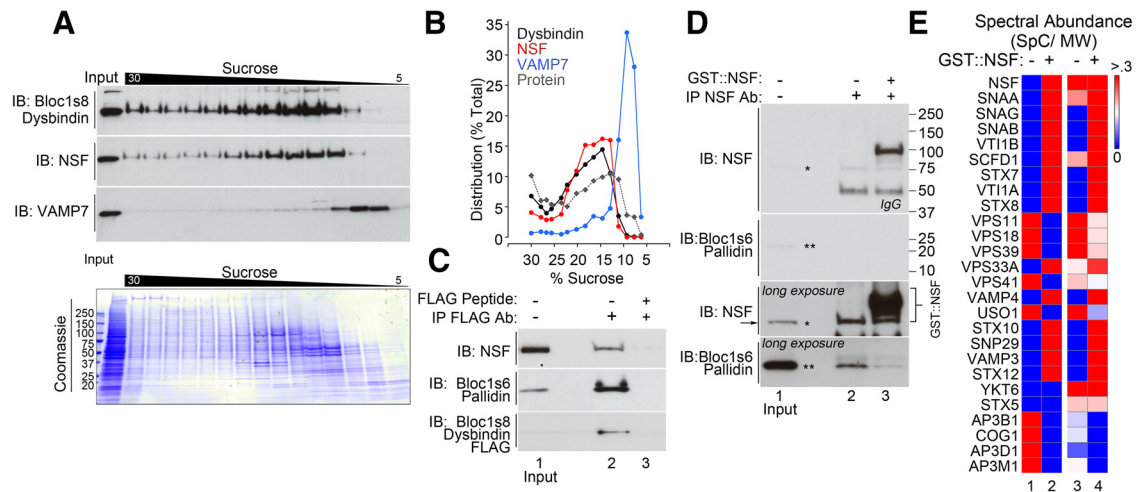 A
Sucrose
Input
30
5
IB: Bloc1s8
Dysbindin
IB: NSF
IB: VAMP7
Input
Sucrose
30
5
Coomassie
250
150
100
75
50
37
25
20
B
Distribution (% Total)
35
30
25
20
15
10
5
0
Dysbindin
NSF
VAMP7
Protein
30 25 20 15 10 5
% Sucrose
C
FLAG Peptide: - - +
IP FLAG Ab: - + +
IB: NSF
IB: Bloc1s6
Pallidin
IB: Bloc1s8
Dysbindin
FLAG
1 2 3
Input
D
GST::NSF: - +
IP NSF Ab: - + +
IB: NSF
*
250
150
100
75
50
37
IgG
IB:Bloc1s6
Pallidin
**
25
20
10
long exposure
IB: NSF
*
GST::NSF
long exposure
IB:Bloc1s6
Pallidin
**
1 2 3
Input
E
Spectral Abundance
(SpC/ MW)
GST::NSF: - + - +
>.3
0
NSF
SNAA
SNAG
SNAB
VTI1B
SCFD1
STX7
VTI1A
STX8
VPS11
VPS18
VPS39
VPS33A
VPS41
VAMP4
USO1
STX10
SNP29
VAMP3
STX12
YKT6
STX5
AP3B1
COG1
AP3D1
AP3M1
1 2 3 4